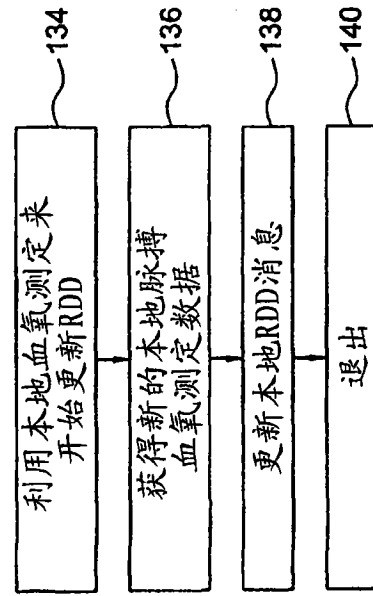 利用本地血氧测定来
开始更新RDD
134
获得新的本地脉搏
血氧测定数据
136
更新本地RDD消息
138
退出
140